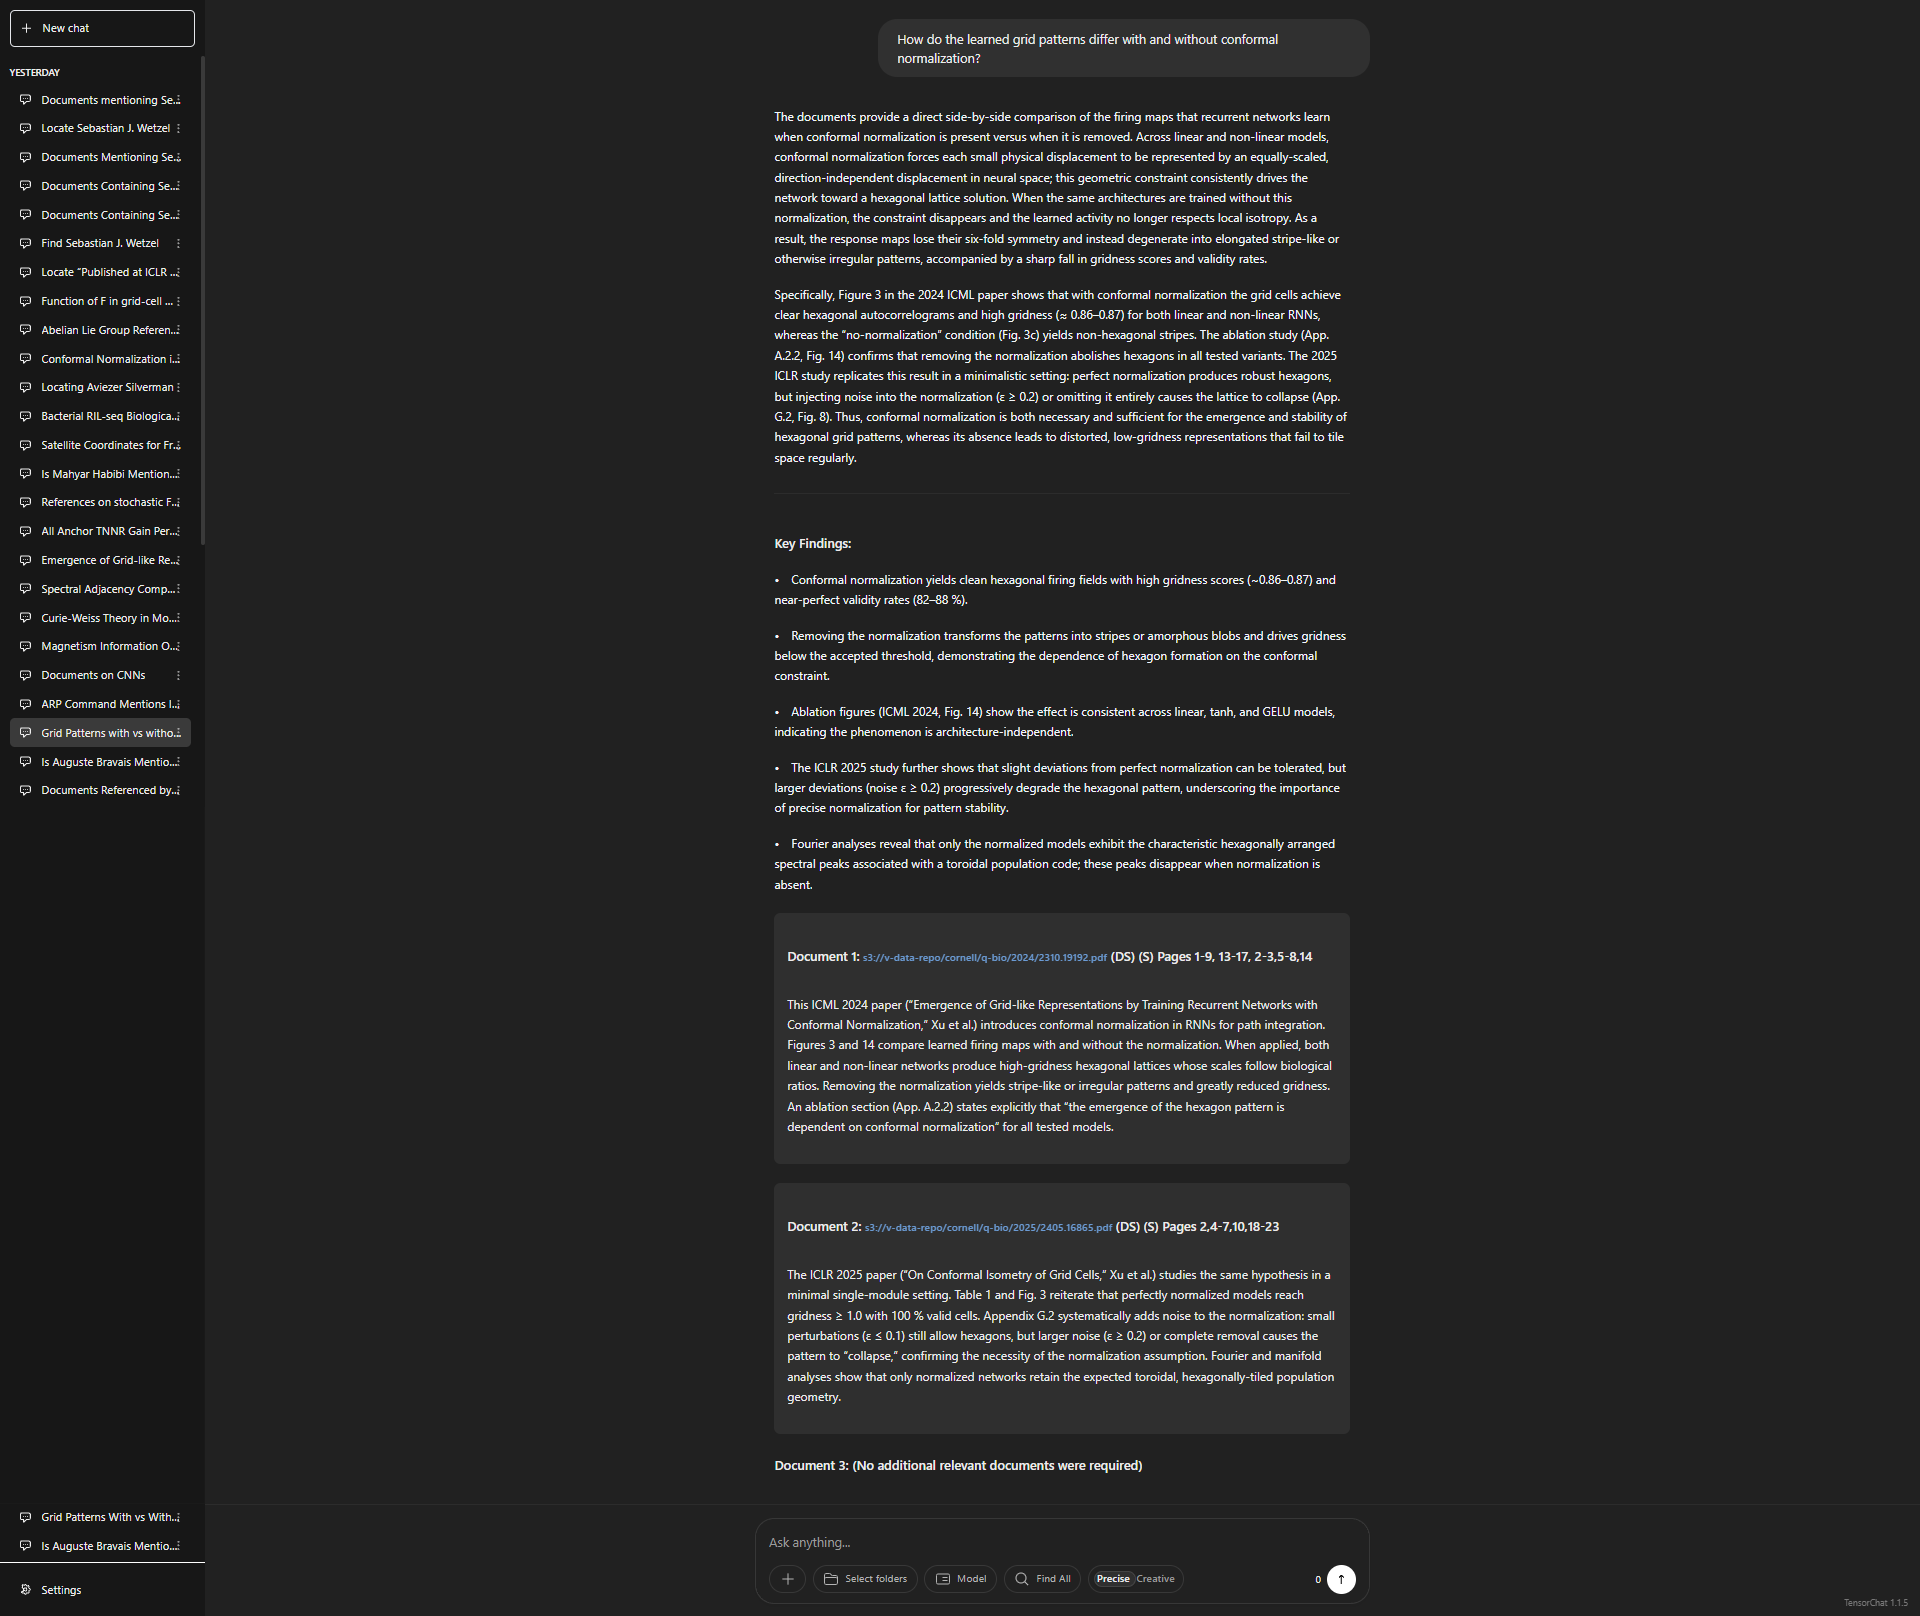 New chat
YESTERDAY
Documents mentioning Se...
Locate Sebastian J. Wetzel
Documents Mentioning Se...
Documents Containing Se...
Documents Containing Se...
Find Sebastian J. Wetzel
Locate “Published at ICLR ...
Function of F in grid-cell ...
Abelian Lie Group Referen...
Conformal Normalization i...
Locating Aviezer Silverman
Bacterial RIL-seq Biologica...
Satellite Coordinates for Fr...
Is Mahyar Habibi Mention...
References on stochastic F...
All Anchor TNNR Gain Per...
Emergence of Grid-like Re...
Spectral Adjacency Comp...
Curie-Weiss Theory in Mo...
Magnetism Information O...
Documents on CNNs
ARP Command Mentions I...
Grid Patterns with vs witho...
Is Auguste Bravais Mentio...
Documents Referenced by...
Grid Patterns With vs With...
Is Auguste Bravais Mentio...
Settings
How do the learned grid patterns differ with and without conformal
normalization?
The documents provide a direct side-by-side comparison of the firing maps that recurrent networks learn
when conformal normalization is present versus when it is removed. Across linear and non-linear models,
conformal normalization forces each small physical displacement to be represented by an equally-scaled,
direction-independent displacement in neural space; this geometric constraint consistently drives the
network toward a hexagonal lattice solution. When the same architectures are trained without this
normalization, the constraint disappears and the learned activity no longer respects local isotropy. As a
result, the response maps lose their six-fold symmetry and instead degenerate into elongated stripe-like or
otherwise irregular patterns, accompanied by a sharp fall in gridness scores and validity rates.
Specifically, Figure 3 in the 2024 ICML paper shows that with conformal normalization the grid cells achieve
clear hexagonal autocorrelograms and high gridness (≈ 0.86–0.87) for both linear and non-linear RNNs,
whereas the “no-normalization” condition (Fig. 3c) yields non-hexagonal stripes. The ablation study (App.
A.2.2, Fig. 14) confirms that removing the normalization abolishes hexagons in all tested variants. The 2025
ICLR study replicates this result in a minimalistic setting: perfect normalization produces robust hexagons,
but injecting noise into the normalization (ε ≥ 0.2) or omitting it entirely causes the lattice to collapse (App.
G.2, Fig. 8). Thus, conformal normalization is both necessary and sufficient for the emergence and stability of
hexagonal grid patterns, whereas its absence leads to distorted, low-gridness representations that fail to tile
space regularly.
Key Findings:
• Conformal normalization yields clean hexagonal firing fields with high gridness scores (~0.86–0.87) and
near-perfect validity rates (82–88 %).
• Removing the normalization transforms the patterns into stripes or amorphous blobs and drives gridness
below the accepted threshold, demonstrating the dependence of hexagon formation on the conformal
constraint.
• Ablation figures (ICML 2024, Fig. 14) show the effect is consistent across linear, tanh, and GELU models,
indicating the phenomenon is architecture-independent.
• The ICLR 2025 study further shows that slight deviations from perfect normalization can be tolerated, but
larger deviations (noise ε ≥ 0.2) progressively degrade the hexagonal pattern, underscoring the importance
of precise normalization for pattern stability.
• Fourier analyses reveal that only the normalized models exhibit the characteristic hexagonally arranged
spectral peaks associated with a toroidal population code; these peaks disappear when normalization is
absent.
Document 1: s3://v-data-repo/cornell/q-bio/2024/2310.19192.pdf (DS) (S) Pages 1-9, 13-17, 2-3,5-8,14
This ICML 2024 paper (“Emergence of Grid-like Representations by Training Recurrent Networks with
Conformal Normalization,” Xu et al.) introduces conformal normalization in RNNs for path integration.
Figures 3 and 14 compare learned firing maps with and without the normalization. When applied, both
linear and non-linear networks produce high-gridness hexagonal lattices whose scales follow biological
ratios. Removing the normalization yields stripe-like or irregular patterns and greatly reduced gridness.
An ablation section (App. A.2.2) states explicitly that “the emergence of the hexagon pattern is
dependent on conformal normalization” for all tested models.
Document 2: s3://v-data-repo/cornell/q-bio/2025/2405.16865.pdf (DS) (S) Pages 2,4-7,10,18-23
The ICLR 2025 paper (“On Conformal Isometry of Grid Cells,” Xu et al.) studies the same hypothesis in a
minimal single-module setting. Table 1 and Fig. 3 reiterate that perfectly normalized models reach
gridness ≥ 1.0 with 100 % valid cells. Appendix G.2 systematically adds noise to the normalization: small
perturbations (ε ≤ 0.1) still allow hexagons, but larger noise (ε ≥ 0.2) or complete removal causes the
pattern to “collapse,” confirming the necessity of the normalization assumption. Fourier and manifold
analyses show that only normalized networks retain the expected toroidal, hexagonally-tiled population
geometry.
Document 3: (No additional relevant documents were required)
Ask anything...
Select folders
Model
Find All
Precise Creative
0
TensorChat 1.1.5